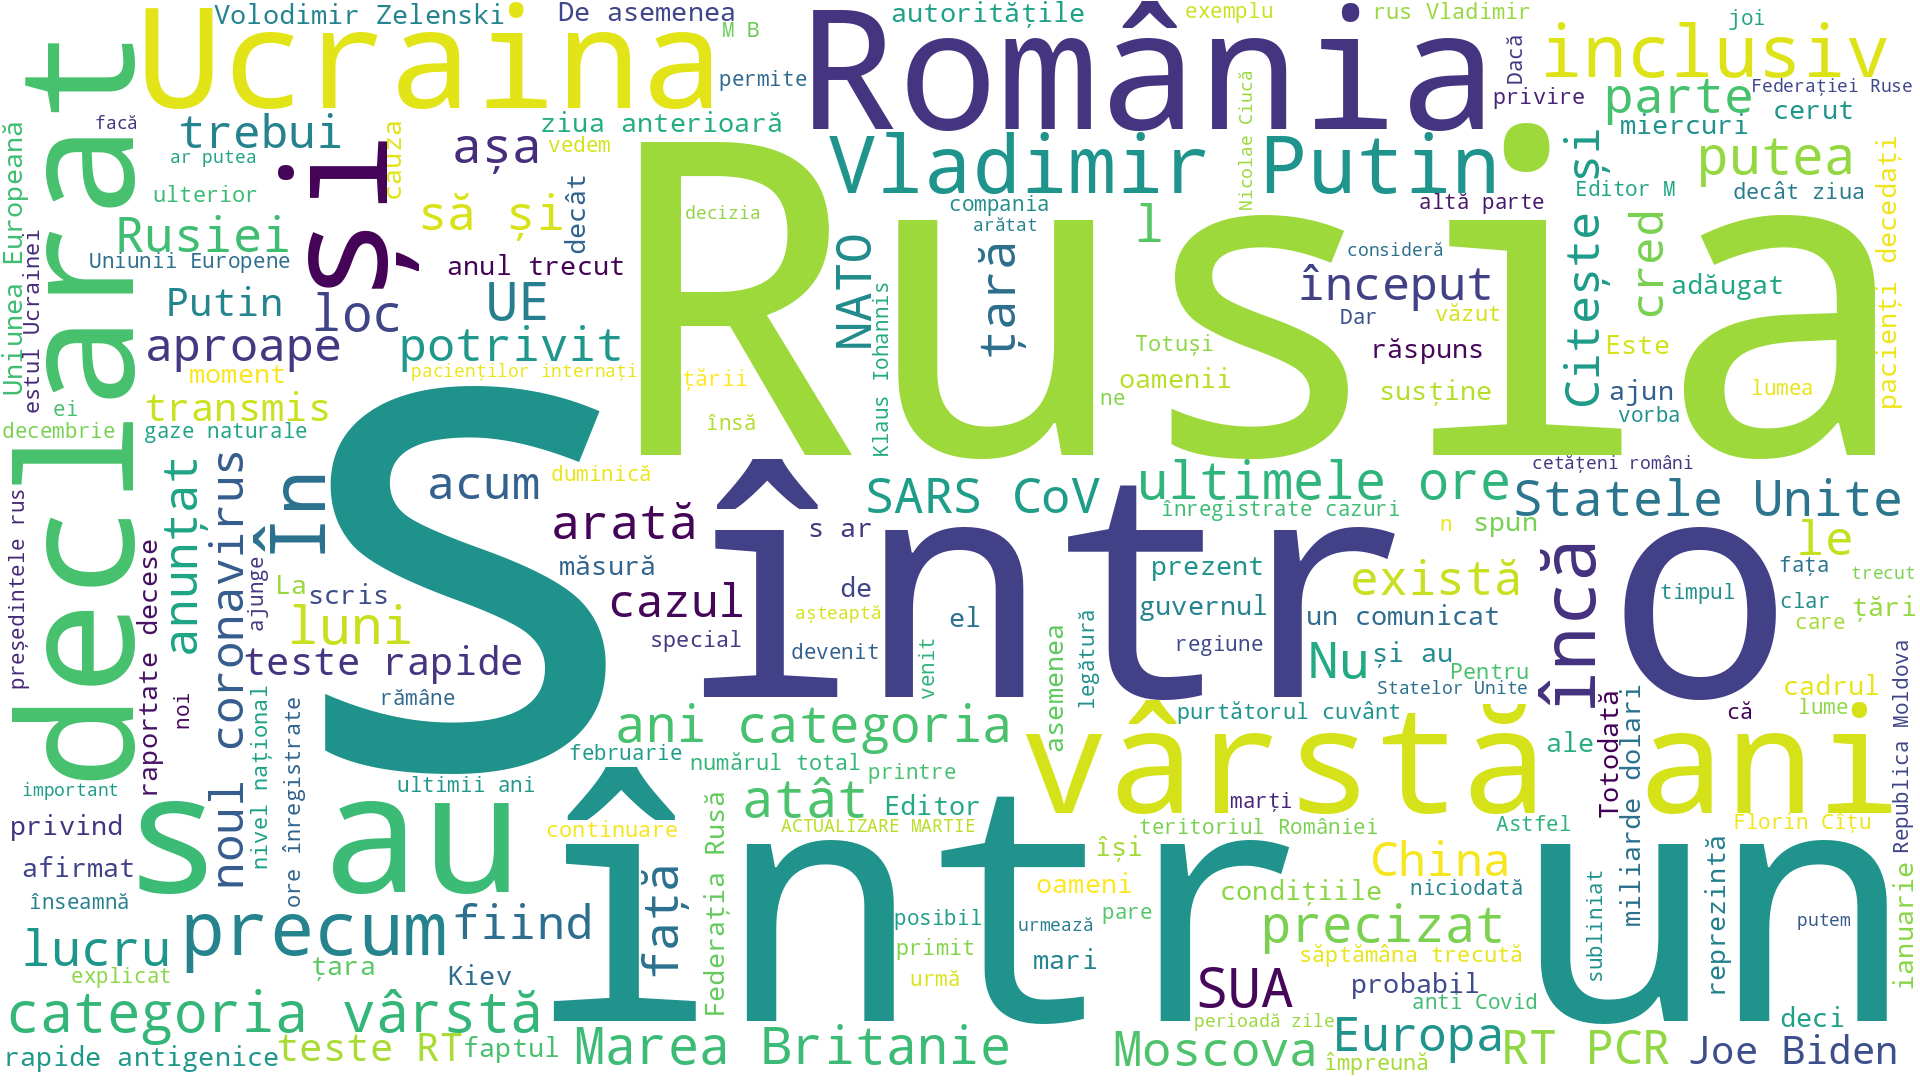 Volodimir Zelenski
De asemenea
autoritățile
exemplu
rus Vladimir
joi
Ucraina
M B
România
Dacă
inclusiv
permite
Federației Ruse
privire
parte
cerut
miercuri
declarat
facă
trebui
și
cauza
așa
ziua anterioară
vedem
Vladimir Putin
Nicolae Ciucă
Citește și
putea
pacienți decedați
ar putea
ulterior
să și
decât
decizia
compania
arătat
altă parte
Editor M
decât ziua
Uniunea Europeană
estul Ucrainei
Rusiei
Uniunii Europene
anul trecut
Rusia
NATO
țară
l
consideră
cred
Putin
loc
UE
Klaus Iohannis
început
adăugat
Dar
văzut
aproape
potrivit
Totuși
răspuns
Este
moment
pacienților internați
țării
oamenii
susține
ajun
lumea
ei
transmis
ne
vorba
decembrie
gaze naturale
însă
În
S
acum
duminică
SARS CoV
ultimele ore
cetățeni români
Statele Unite
președintele rus
raportate decese
anunțat
noul coronavirus
arată
într o
s ar
înregistrate cazuri
n
spun
încă
le
ajunge
La
scris
măsură
prezent
există
fața
trecut
luni
cazul
de
așteaptă
el
guvernul
un comunicat
timpul
clar
care
țări
teste rapide
special
devenit
venit
asemenea
legătură
regiune
Nu
și au
Pentru
Republica Moldova
noi
nivel național
ore înregistrate
rămâne
Statelor Unite
cadrul
ani categoria
purtătorul cuvânt
Totodată
miliarde dolari
că
lume
vârstă ani
important
ultimii ani
februarie
numărul total
printre
ale
s au
atât
Editor
marți
privind
continuare
Federația Rusă
ACTUALIZARE MARTIE
teritoriul României
Astfel
Florin Cîțu
afirmat
într un
își
China
reprezintă
ianuarie
înseamnă
față
oameni
condițiile
niciodată
subliniat
precum
fiind
posibil
urmează
pare
precizat
putem
lucru
primit
săptămâna trecută
explicat
țara
Kiev
urmă
mari
SUA
probabil
anti Covid
categoria vârstă
perioadă zile
Europa
deci
rapide antigenice
teste RT
faptul
Marea Britanie
Moscova
împreună
RT PCR
Joe Biden